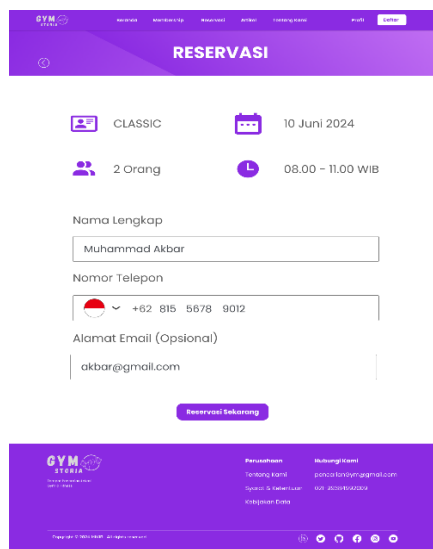 GYM
STORIA
Beranda Membership Reservasi Artikel Tentang Kami Profil Daftar
RESERVASI
CLASSIC
10 Juni 2024
2 Orang
08.00 - 11.00 WIB
Nama Lengkap
Muhammad Akbar
Nomor Telepon
+62 815 5678 9012
Alamat Email (Opsional)
akbar@gmail.com
Reservasi Sekarang
GYM
STORIA
Perusahaan
Tentang Kami
Syarat & Ketentuan
Kebijakan Data
Hubungi Kami